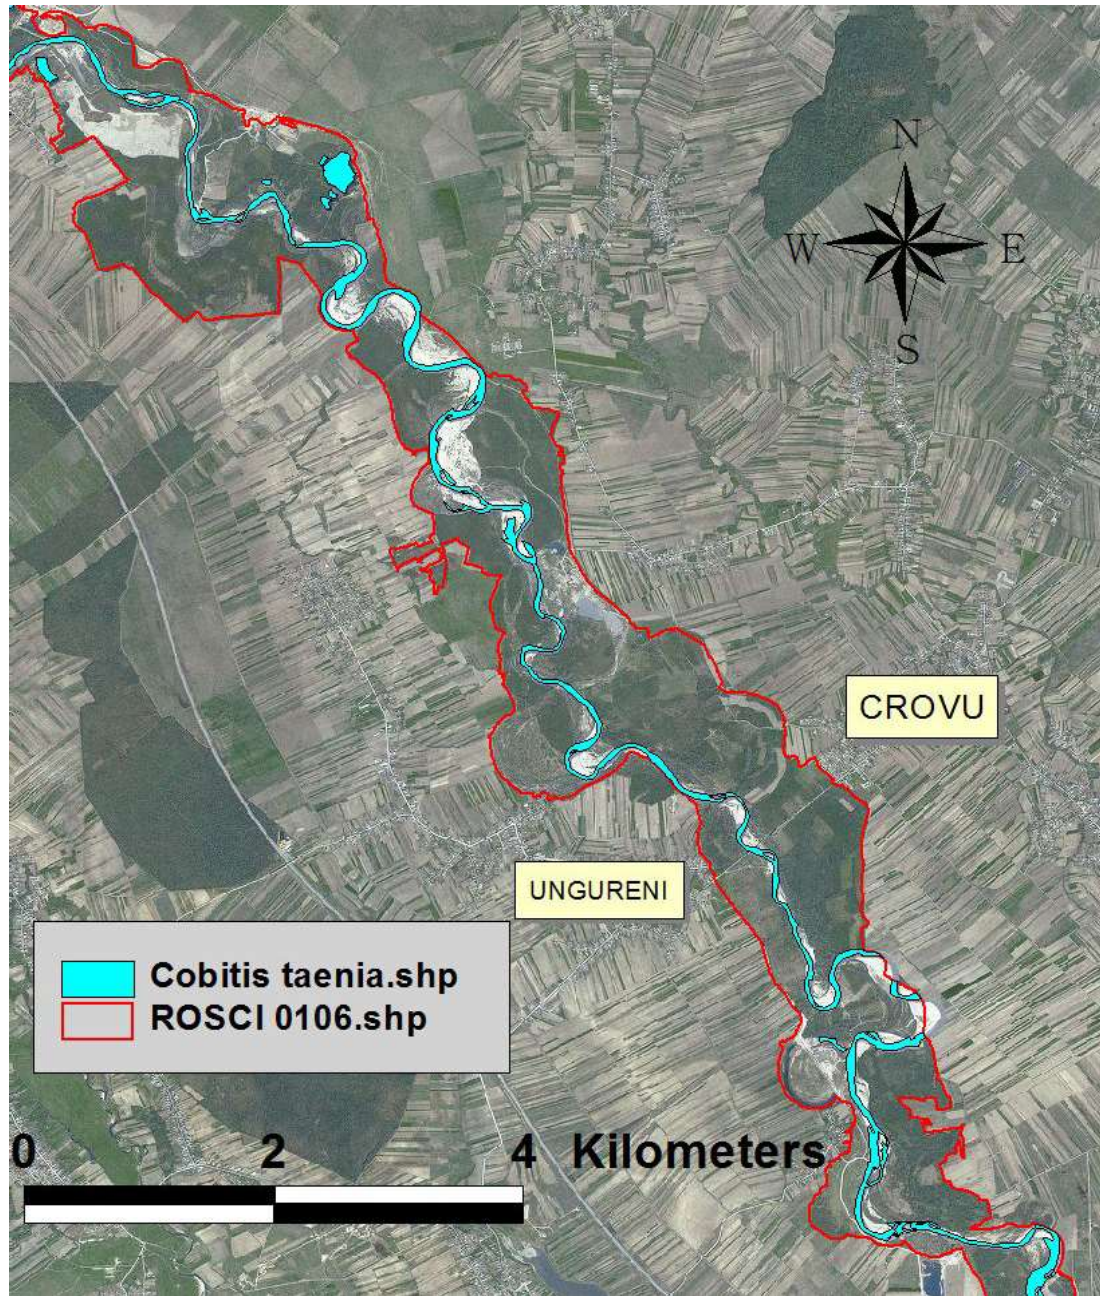 N
W E
S
CROVU
UNGURENI
Cobitis taenia.shp
ROSCI 0106.shp
0 2 4 Kilometers